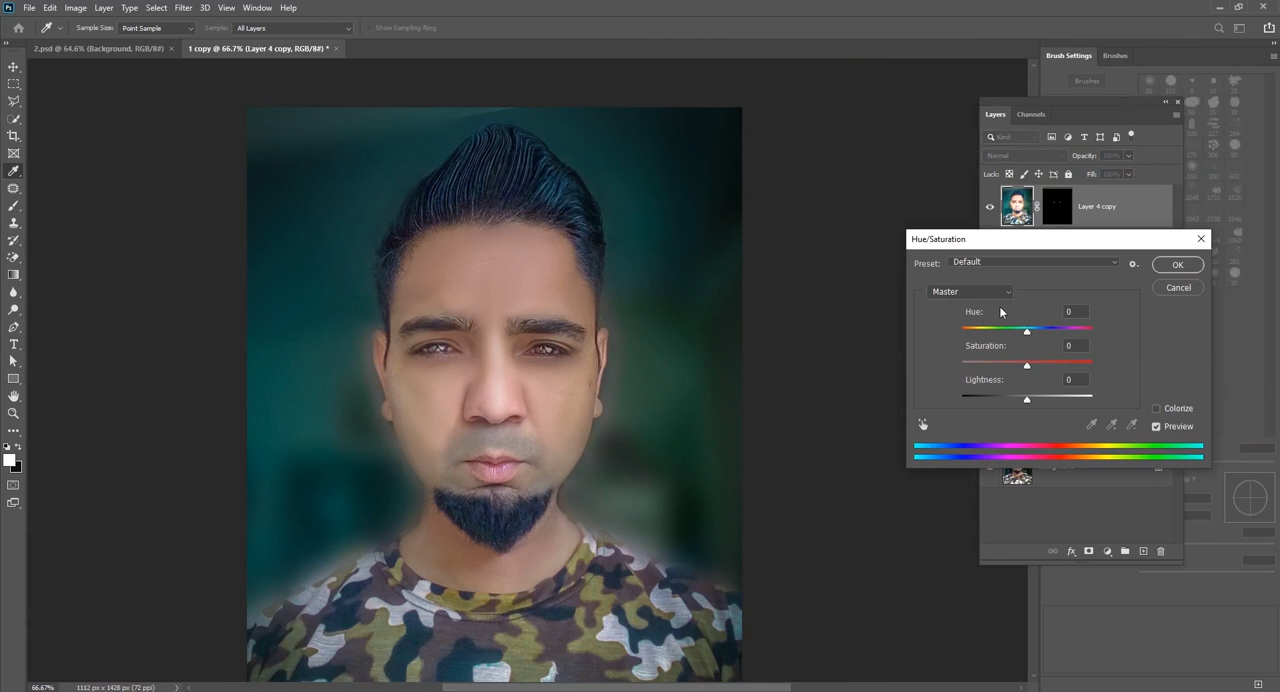 Ps File Edit Image Layer Type Select Filter 3D View Window Help
Sample Size: Point Sample Sample: All Layers Show Sampling Ring
2.psd @ 64.6% (Background, RGB/8#) × 1 copy @ 66.7% (Layer 4 copy, RGB/8#) * ×
Brush Settings Brushes
Brushes
Layers Channels
Kind
Normal Opacity: 100%
Lock: Fill: 100%
Layer 4 copy
Hue/Saturation
Preset: Default OK
Master Cancel
Hue: 0
Saturation: 0
Lightness: 0
Colorize
Preview
66.67% 1112 px x 1428 px (72 ppi)